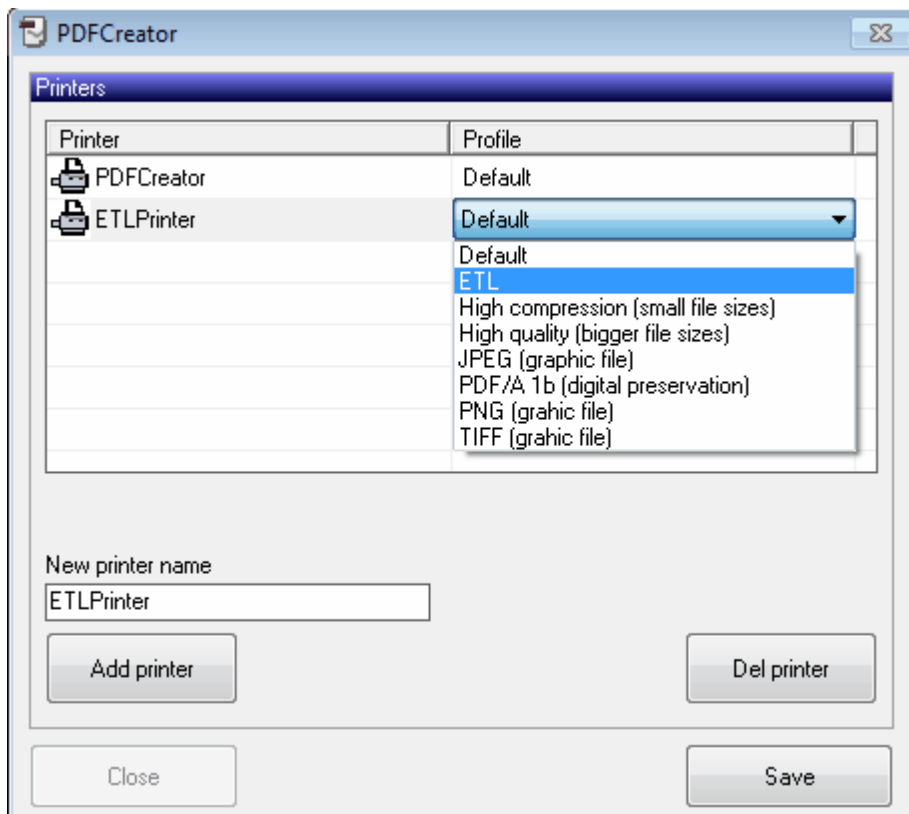 PDFCreator
Printers
Printer Profile
PDFCreator Default
ETLPrinter Default
Default
ETL
High compression (small file sizes)
High quality (bigger file sizes)
JPEG (graphic file)
PDF/A 1b (digital preservation)
PNG (grahic file)
TIFF (grahic file)
New printer name
ETLPrinter
Add printer Del printer
Close Save